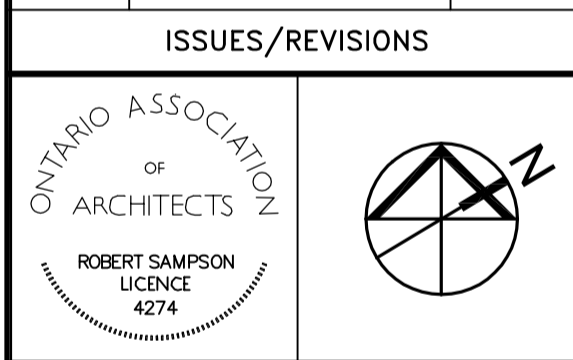 ISSUES/REVISIONS
ONTARIO ASSOCIATION
OF
ARCHITECTS
ROBERT SAMPSON
LICENCE
4274
N